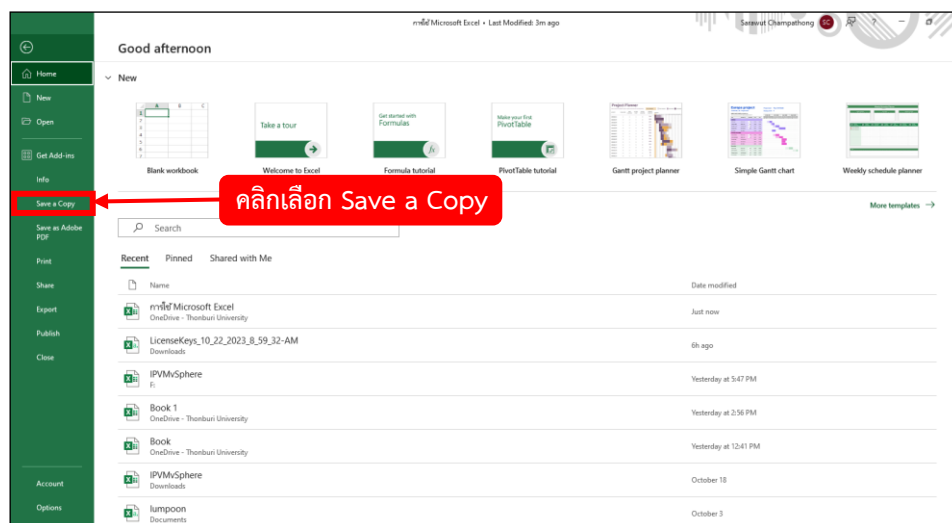 การใช้ Microsoft Excel • Last Modified: 3m ago
Sarawut Champathong SC ?
Good afternoon
Home
New
Open
Get Add-ins
Info
Save a Copy
Save as Adobe
PDF
Print
Share
Export
Publish
Close
Account
Options
New
Blank workbook
Take a tour
Welcome to Excel
Get started with
Formulas
fx
Formula tutorial
Make your first
PivotTable
PivotTable tutorial
Project Planner
Gantt project planner
Simple Gantt chart
Weekly schedule planner
คลิกเลือก Save a Copy
More templates
Search
Recent Pinned Shared with Me
Name Date modified
การใช้ Microsoft Excel
OneDrive - Thonburi University
Just now
LicenseKeys_10_22_2023_8_59_32-AM
Downloads
6h ago
IPVMvSphere
F:
Yesterday at 5:47 PM
Book 1
OneDrive - Thonburi University
Yesterday at 2:56 PM
Book
OneDrive - Thonburi University
Yesterday at 12:41 PM
IPVMvSphere
Downloads
October 18
lumpoon
Documents
October 3